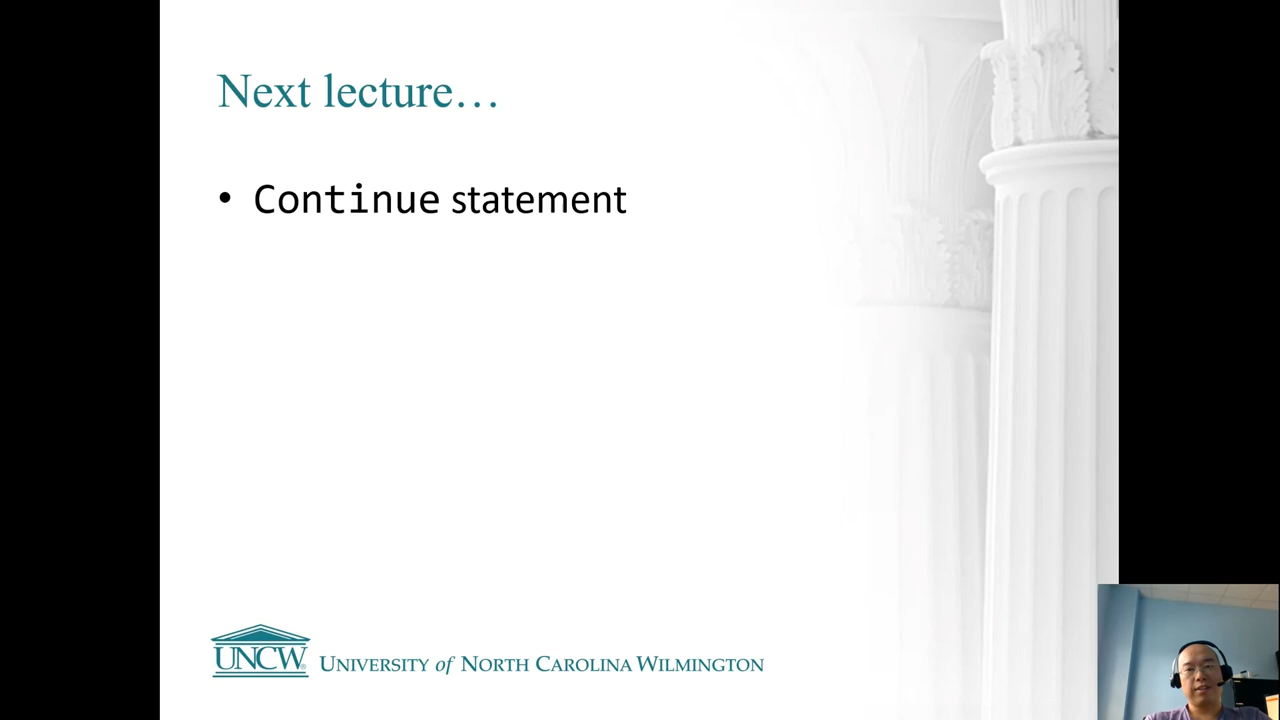 Next lecture…
• Continue statement
UNCW® UNIVERSITY of NORTH CAROLINA WILMINGTON